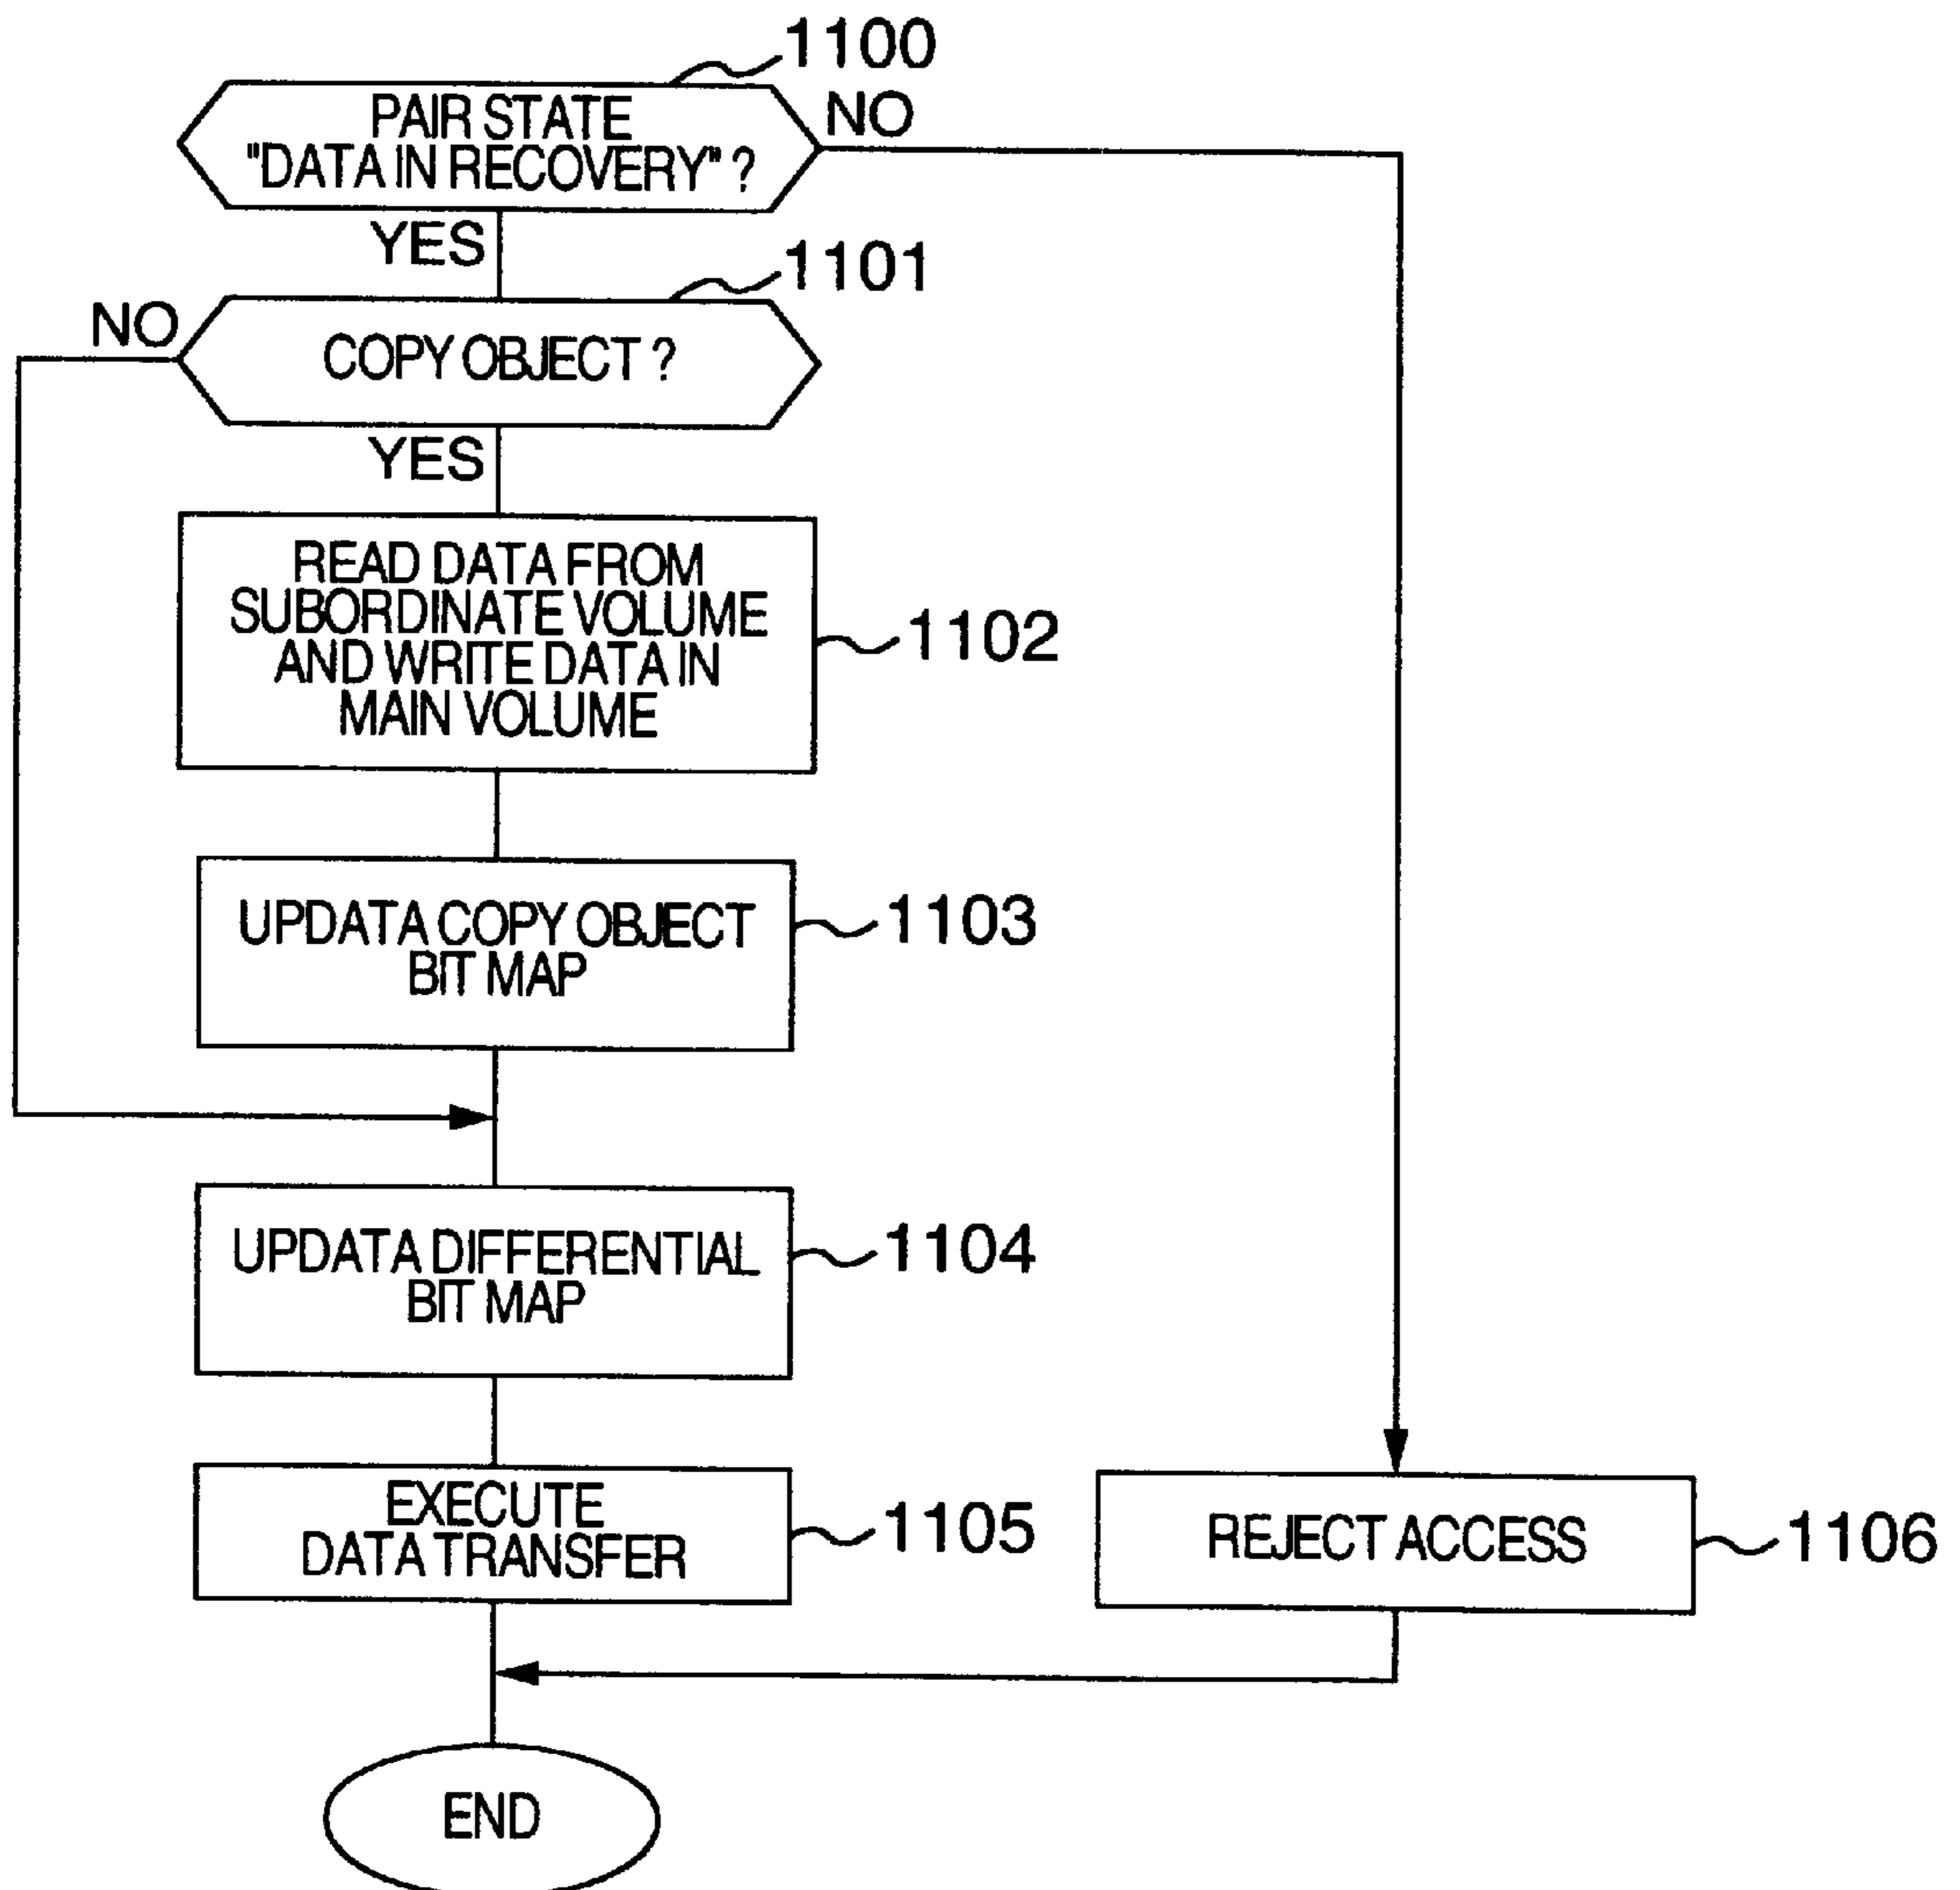 1100
PAIR STATE
"DATA IN RECOVERY" ?
NO
YES
1101
NO
COPY OBJECT ?
YES
READ DATA FROM
SUBORDINATE VOLUME
AND WRITE DATA IN
MAIN VOLUME
1102
UPDATA COPY OBJECT
BIT MAP
1103
UPDATA DIFFERENTIAL
BIT MAP
1104
EXECUTE
DATA TRANSFER
1105
REJECT ACCESS
1106
END